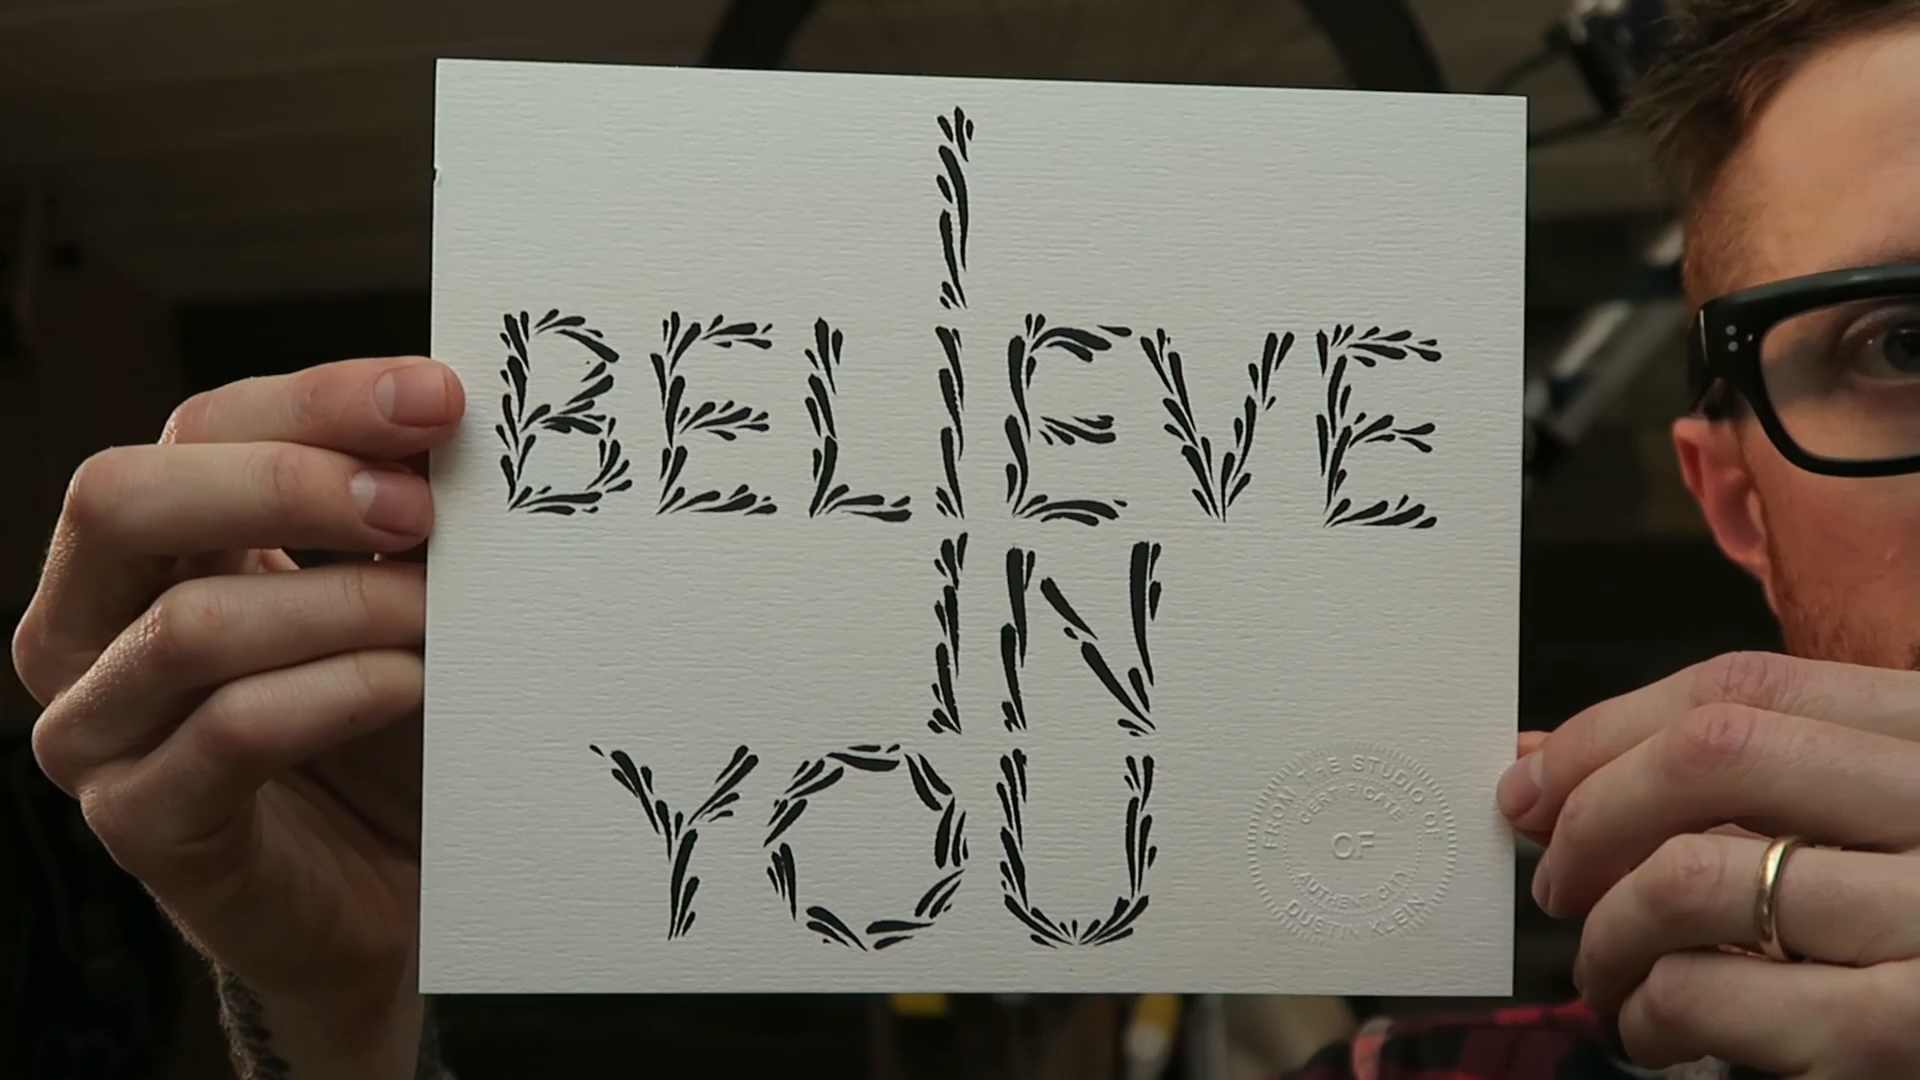 I
BELIEVE
IN
YOU
FROM THE STUDIO OF
CERTIFICATE
OF
AUTHENTICITY
DUSTIN KLEIN